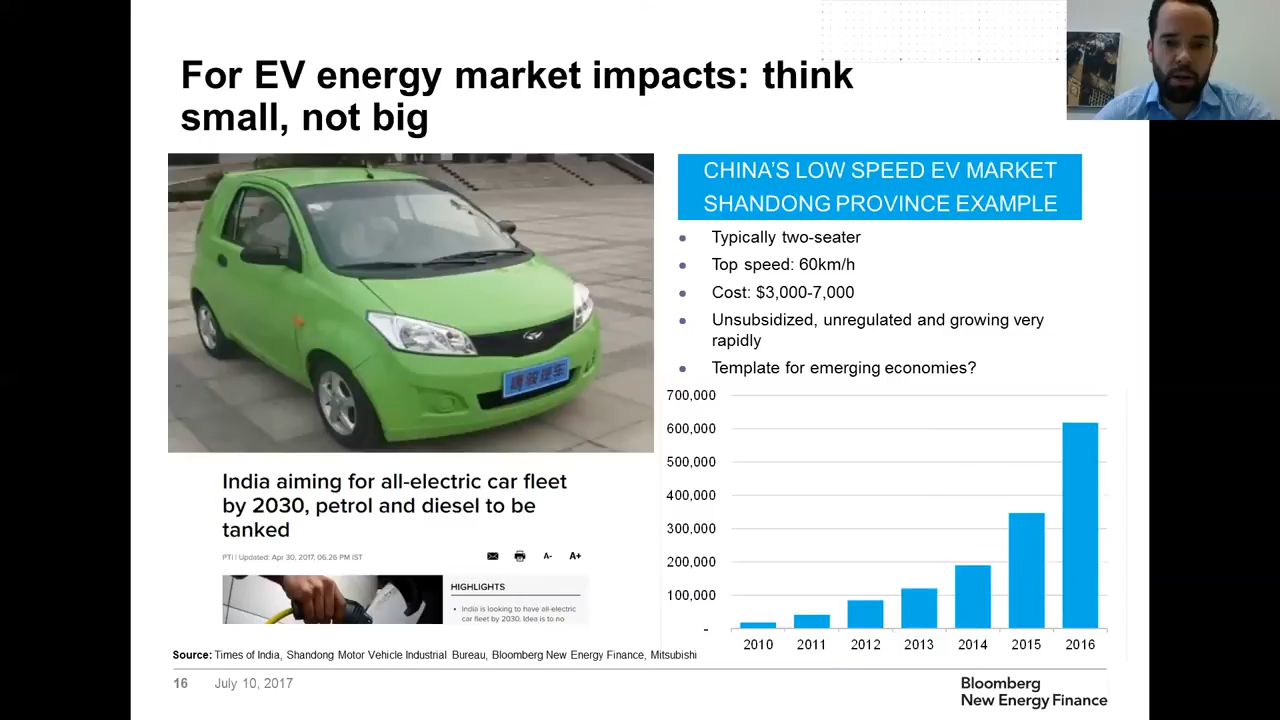 For EV energy market impacts: think
small, not big
CHINA'S LOW SPEED EV MARKET
SHANDONG PROVINCE EXAMPLE
• Typically two-seater
• Top speed: 60km/h
• Cost: $3,000-7,000
• Unsubsidized, unregulated and growing very
rapidly
• Template for emerging economies?
700,000
600,000
500,000
400,000
300,000
200,000
100,000
-
2010 2011 2012 2013 2014 2015 2016
India aiming for all-electric car fleet
by 2030, petrol and diesel to be
tanked
PTI | Updated: Apr 30, 2017, 06.26 PM IST
A- A+
HIGHLIGHTS
• India is looking to have all-electric
car fleet by 2030. Idea is to no
Source: Times of India, Shandong Motor Vehicle Industrial Bureau, Bloomberg New Energy Finance, Mitsubishi
16 July 10, 2017
Bloomberg
New Energy Finance